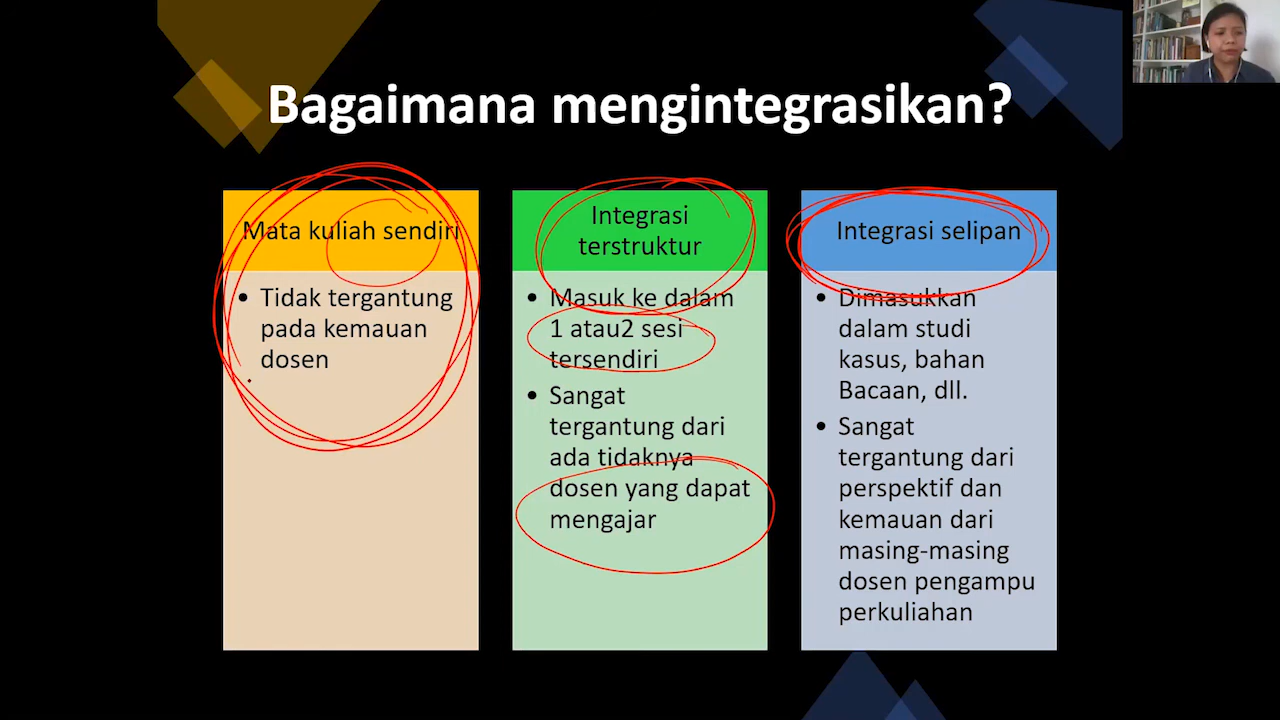 Bagaimana mengintegrasikan?
Mata kuliah sendiri
• Tidak tergantung
pada kemauan
dosen
Integrasi
terstruktur
• Masuk ke dalam
1 atau2 sesi
tersendiri
• Sangat
tergantung dari
ada tidaknya
dosen yang dapat
mengajar
Integrasi selipan
• Dimasukkan
dalam studi
kasus, bahan
Bacaan, dll.
• Sangat
tergantung dari
perspektif dan
kemauan dari
masing-masing
dosen pengampu
perkuliahan